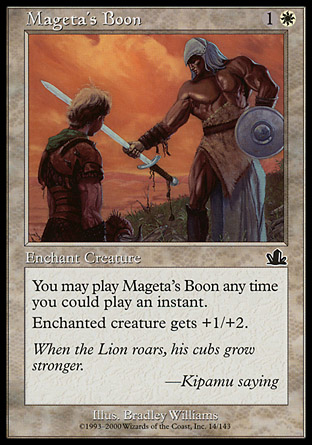 Mageta's Boon 1
Enchant Creature
You may play Mageta's Boon any time
you could play an instant.
Enchanted creature gets +1/+2.
When the Lion roars, his cubs grow
stronger.
—Kipamu saying
Illus. Bradley Williams
©1993-2000 Wizards of the Coast, Inc. 14/143